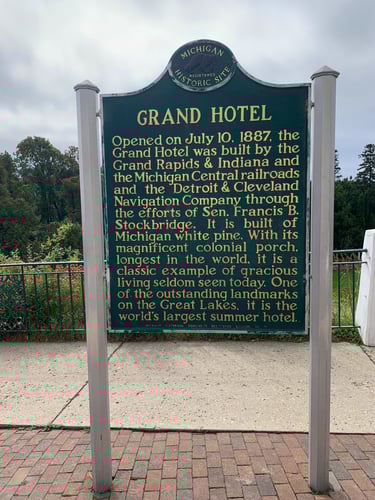 MICHIGAN
REGISTERED
HISTORIC SITE
GRAND HOTEL
Opened on July 10, 1887, the
Grand Hotel was built by the
Grand Rapids & Indiana and
the Michigan Central railroads
and the Detroit & Cleveland
Navigation Company through
the efforts of Sen. Francis B.
Stockbridge. It is built of
Michigan white pine. With its
magnificent colonial porch,
longest in the world, it is a
classic example of gracious
living seldom seen today. One
of the outstanding landmarks
on the Great Lakes, it is the
world's largest summer hotel.